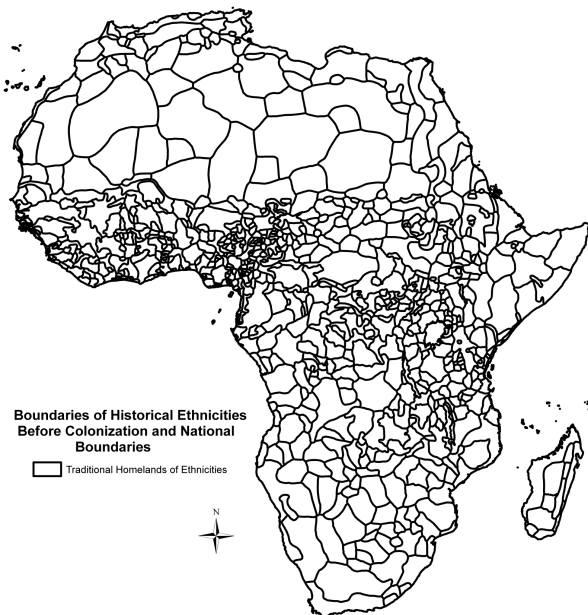 Boundaries of Historical Ethnicities
Before Colonization and National
Boundaries
Traditional Homelands of Ethnicities
N